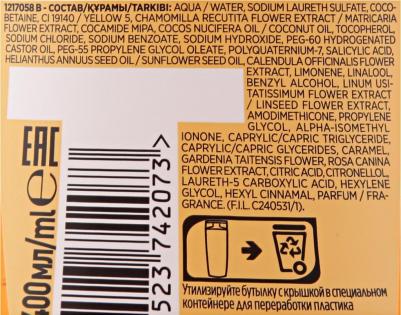 1217058 B - СОСТАВ/ҚҰРАМЫ/TARKIBI: AQUA / WATER, SODIUM LAURETH SULFATE, COCO-
BETAINE, CI 19140 / YELLOW 5, CHAMOMILLA RECUTITA FLOWER EXTRACT / MATRICARIA
FLOWER EXTRACT, COCAMIDE MIPA, COCOS NUCIFERA OIL / COCONUT OIL, TOCOPHEROL,
SODIUM CHLORIDE, SODIUM BENZOATE, SODIUM HYDROXIDE, PEG-60 HYDROGENATED
CASTOR OIL, PEG-55 PROPYLENE GLYCOL OLEATE, POLYQUATERNIUM-7, SALICYLIC ACID,
HELIANTHUS ANNUUS SEED OIL / SUNFLOWER SEED OIL, CALENDULA OFFICINALIS FLOWER
EXTRACT, LIMONENE, LINALOOL,
BENZYL ALCOHOL, LINUM USI-
TATISSIMUM FLOWER EXTRACT
/ LINSEED FLOWER EXTRACT,
AMODIMETHICONE, PROPYLENE
GLYCOL, ALPHA-ISOMETHYL
IONONE, CAPRYLIC/CAPRIC TRIGLYCERIDE,
CAPRYLIC/CAPRIC GLYCERIDES, CARAMEL,
GARDENIA TAITENSIS FLOWER, ROSA CANINA
FLOWER EXTRACT, CITRIC ACID, CITRONELLOL,
LAURETH-5 CARBOXYLIC ACID, HEXYLENE
GLYCOL, HEXYL CINNAMAL, PARFUM / FRA-
GRANCE. (F.I.L. C240531/1).
EAC
400мл/ml e
523 742073 >
Утилизируйте бутылку с крышкой в специальном
контейнере для переработки пластика